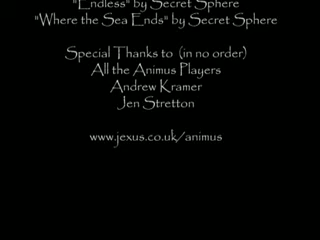 "Endless" by Secret Sphere
"Where the Sea Ends" by Secret Sphere
Special Thanks to (in no order)
All the Animus Players
Andrew Kramer
Jen Stretton
www.jexus.co.uk/animus